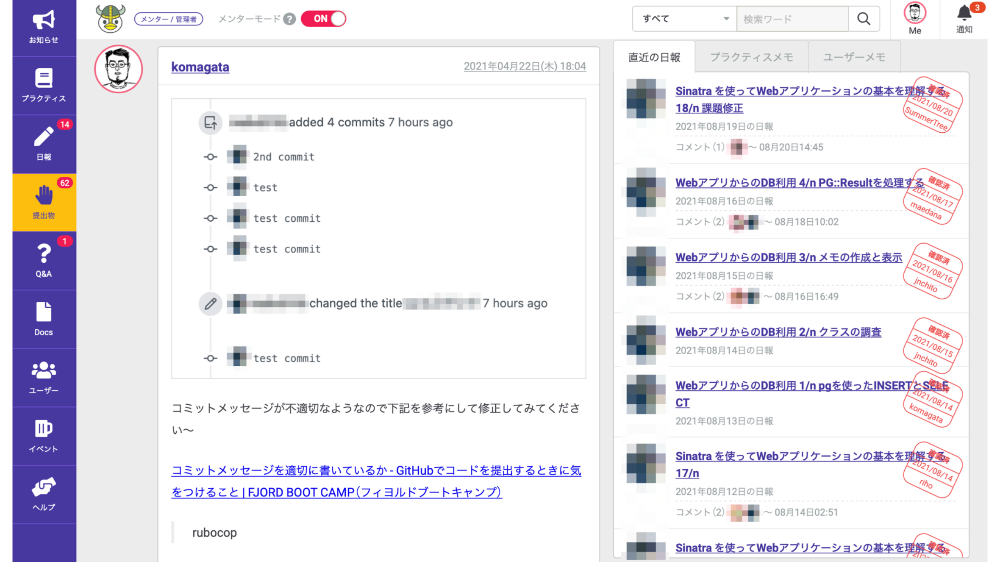 お知らせ
プラクティス
14
日報
62
提出物
1
Q&A
Docs
ユーザー
イベント
ヘルプ
メンター / 管理者
メンターモード ?
ON
すべて
検索ワード
Me
3
通知
komagata
2021年04月22日(木) 18:04
added 4 commits 7 hours ago
2nd commit
test
test commit
test commit
changed the title 7 hours ago
test commit
コミットメッセージが不適切なようなので下記を参考にして修正してみてくださ
い〜
コミットメッセージを適切に書いているか - GitHubでコードを提出するときに気
をつけること | FJORD BOOT CAMP（フィヨルドブートキャンプ）
rubocop
直近の日報
プラクティスメモ
ユーザーメモ
Sinatra を使ってWebアプリケーションの基本を理解する
18/n 課題修正
2021年08月19日の日報
コメント（1） 〜 08月20日14:45
確認済
2021/08/20
SummerTree
WebアプリからのDB利用 4/n PG::Resultを処理する
2021年08月16日の日報
コメント（2） 〜 08月18日10:02
確認済
2021/08/17
maedana
WebアプリからのDB利用 3/n メモの作成と表示
2021年08月15日の日報
コメント（2） 〜 08月16日16:49
確認済
2021/08/16
jnchito
WebアプリからのDB利用 2/n クラスの調査
2021年08月14日の日報
確認済
2021/08/15
jnchito
WebアプリからのDB利用 1/n pgを使ったINSERTとSELE
CT
2021年08月13日の日報
確認済
2021/08/14
komagata
Sinatra を使ってWebアプリケーションの基本を理解する
17/n
2021年08月12日の日報
コメント（2） 〜 08月14日02:51
確認済
2021/08/14
riho
Sinatra を使ってWebアプリケーションの基本を理解する
確認済